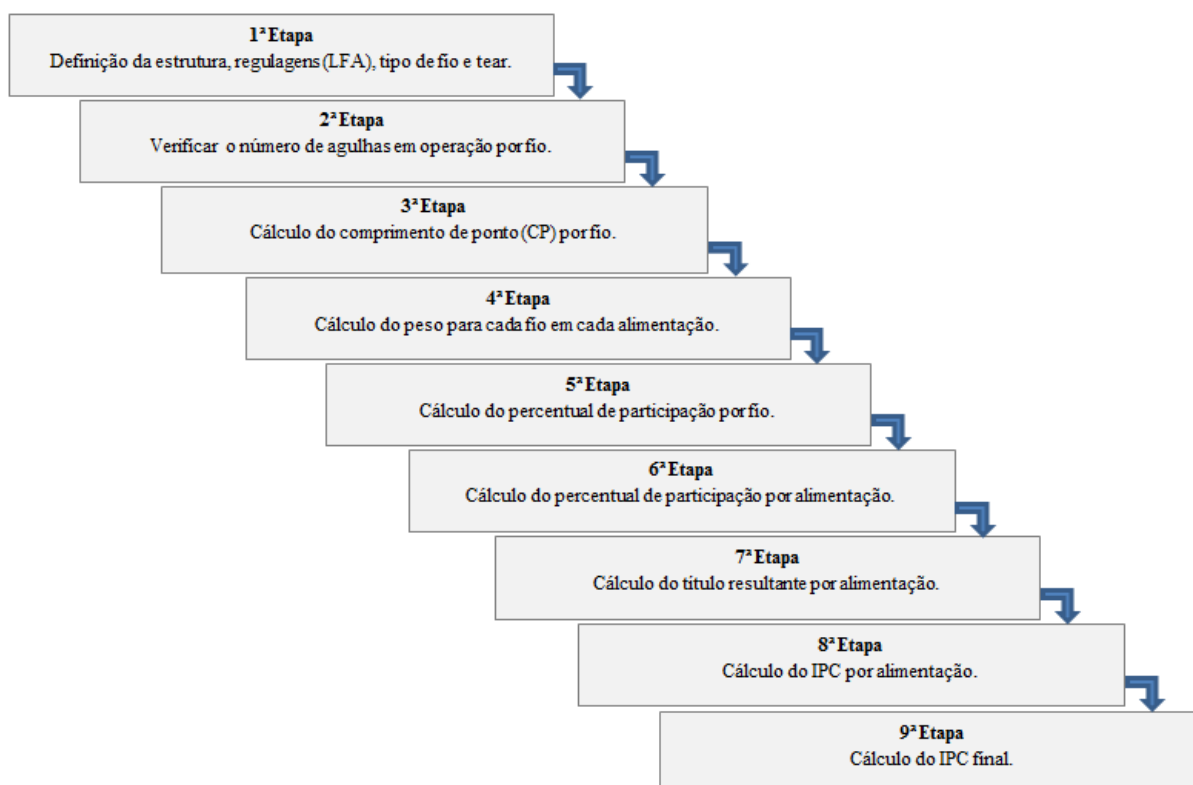 1ª Etapa
Definição da estrutura, regulagens (LFA), tipo de fio e tear.
2ª Etapa
Verificar o número de agulhas em operação por fio.
3ª Etapa
Cálculo do comprimento de ponto (CP) por fio.
4ª Etapa
Cálculo do peso para cada fio em cada alimentação.
5ª Etapa
Cálculo do percentual de participação por fio.
6ª Etapa
Cálculo do percentual de participação por alimentação.
7ª Etapa
Cálculo do título resultante por alimentação.
8ª Etapa
Cálculo do IPC por alimentação.
9ª Etapa
Cálculo do IPC final.